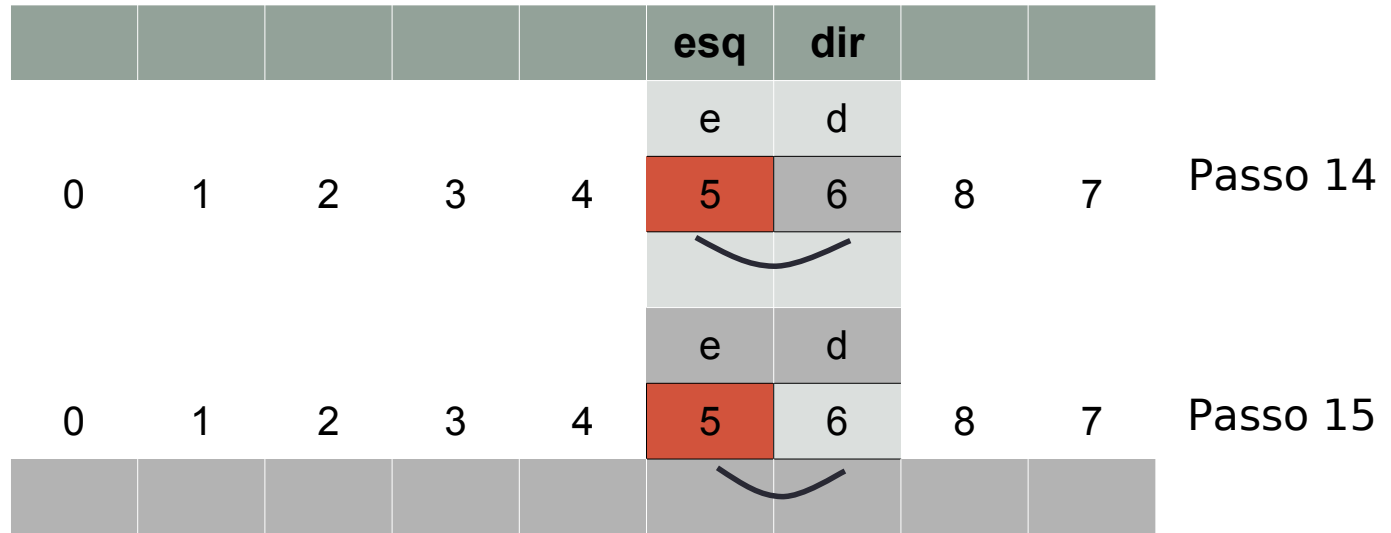 esq dir
e d
0 1 2 3 4 5 6 8 7 Passo 14
e d
0 1 2 3 4 5 6 8 7 Passo 15